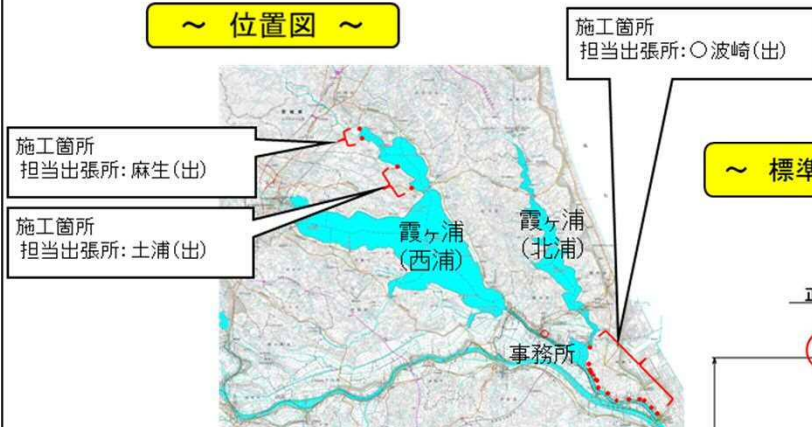 ～ 位置図 ～
施工箇所
担当出張所:○波崎(出)
施工箇所
担当出張所:麻生(出)
～ 標準
施工箇所
担当出張所:土浦(出)
霞ヶ浦
(西浦)
霞ヶ浦
(北浦)
事務所